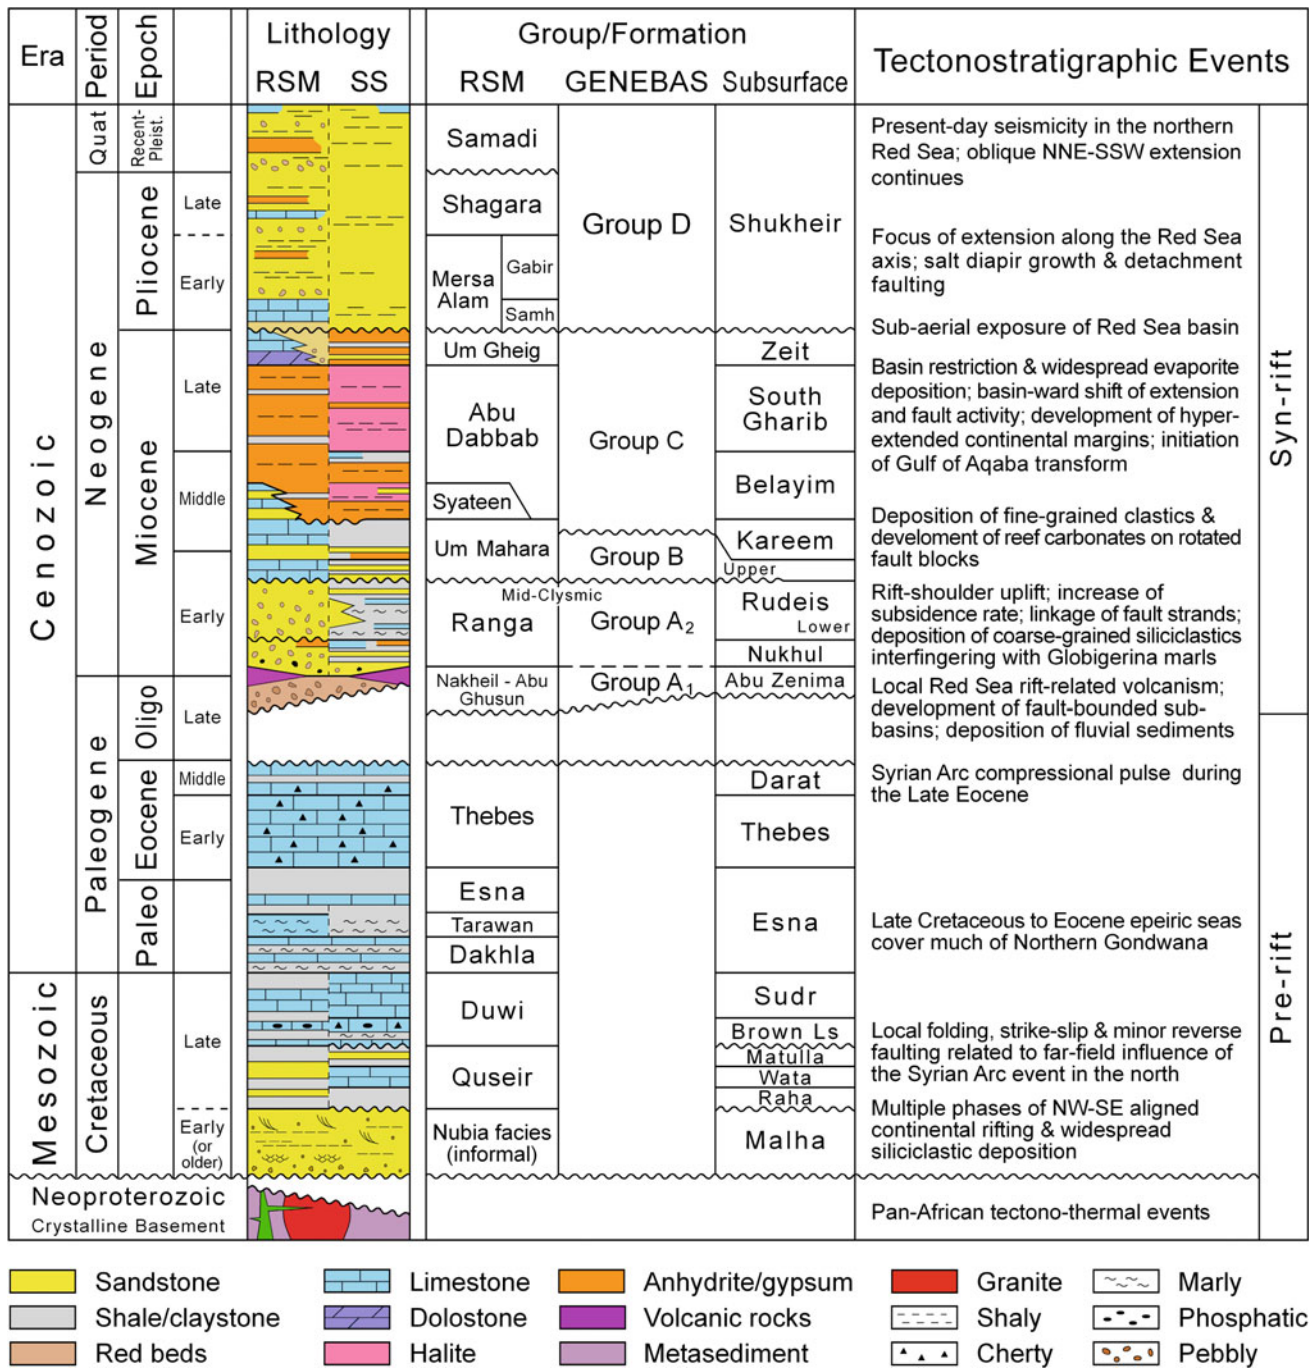 Era
Period
Epoch
Lithology
RSM SS
Group/Formation
RSM GENEBAS Subsurface
Tectonostratigraphic Events
Cenozoic
Mesozoic
Neoproterozoic
Crystalline Basement
Quat
Neogene
Paleogene
Cretaceous
Recent-
Pleist.
Pliocene
Miocene
Oligo
Eocene
Paleo
Late
Early
Late
Middle
Early
Late
Middle
Early
Late
Early
(or
older)
Samadi
Shagara
Mersa
Alam
Gabir
Samh
Um Gheig
Abu
Dabbab
Syateen
Um Mahara
Mid-Clysmic
Ranga
Nakheil - Abu
Ghusun
Thebes
Esna
Tarawan
Dakhla
Duwi
Quseir
Nubia facies
(informal)
Group D
Group C
Group B
Group A2
Group A1
Shukheir
Zeit
South
Gharib
Belayim
Kareem
Upper
Rudeis
Lower
Nukhul
Abu Zenima
Darat
Thebes
Esna
Sudr
Brown Ls
Matulla
Wata
Raha
Malha
Present-day seismicity in the northern
Red Sea; oblique NNE-SSW extension
continues
Focus of extension along the Red Sea
axis; salt diapir growth & detachment
faulting
Sub-aerial exposure of Red Sea basin
Basin restriction & widespread evaporite
deposition; basin-ward shift of extension
and fault activity; development of hyper-
extended continental margins; initiation
of Gulf of Aqaba transform
Deposition of fine-grained clastics &
develoment of reef carbonates on rotated
fault blocks
Rift-shoulder uplift; increase of
subsidence rate; linkage of fault strands;
deposition of coarse-grained siliciclastics
interfingering with Globigerina marls
Local Red Sea rift-related volcanism;
development of fault-bounded sub-
basins; deposition of fluvial sediments
Syrian Arc compressional pulse during
the Late Eocene
Late Cretaceous to Eocene epeiric seas
cover much of Northern Gondwana
Local folding, strike-slip & minor reverse
faulting related to far-field influence of
the Syrian Arc event in the north
Multiple phases of NW-SE aligned
continental rifting & widespread
siliciclastic deposition
Pan-African tectono-thermal events
Syn-rift
Pre-rift
Sandstone
Limestone
Anhydrite/gypsum
Granite
Marly
Shale/claystone
Dolostone
Volcanic rocks
Shaly
Phosphatic
Red beds
Halite
Metasediment
Cherty
Pebbly